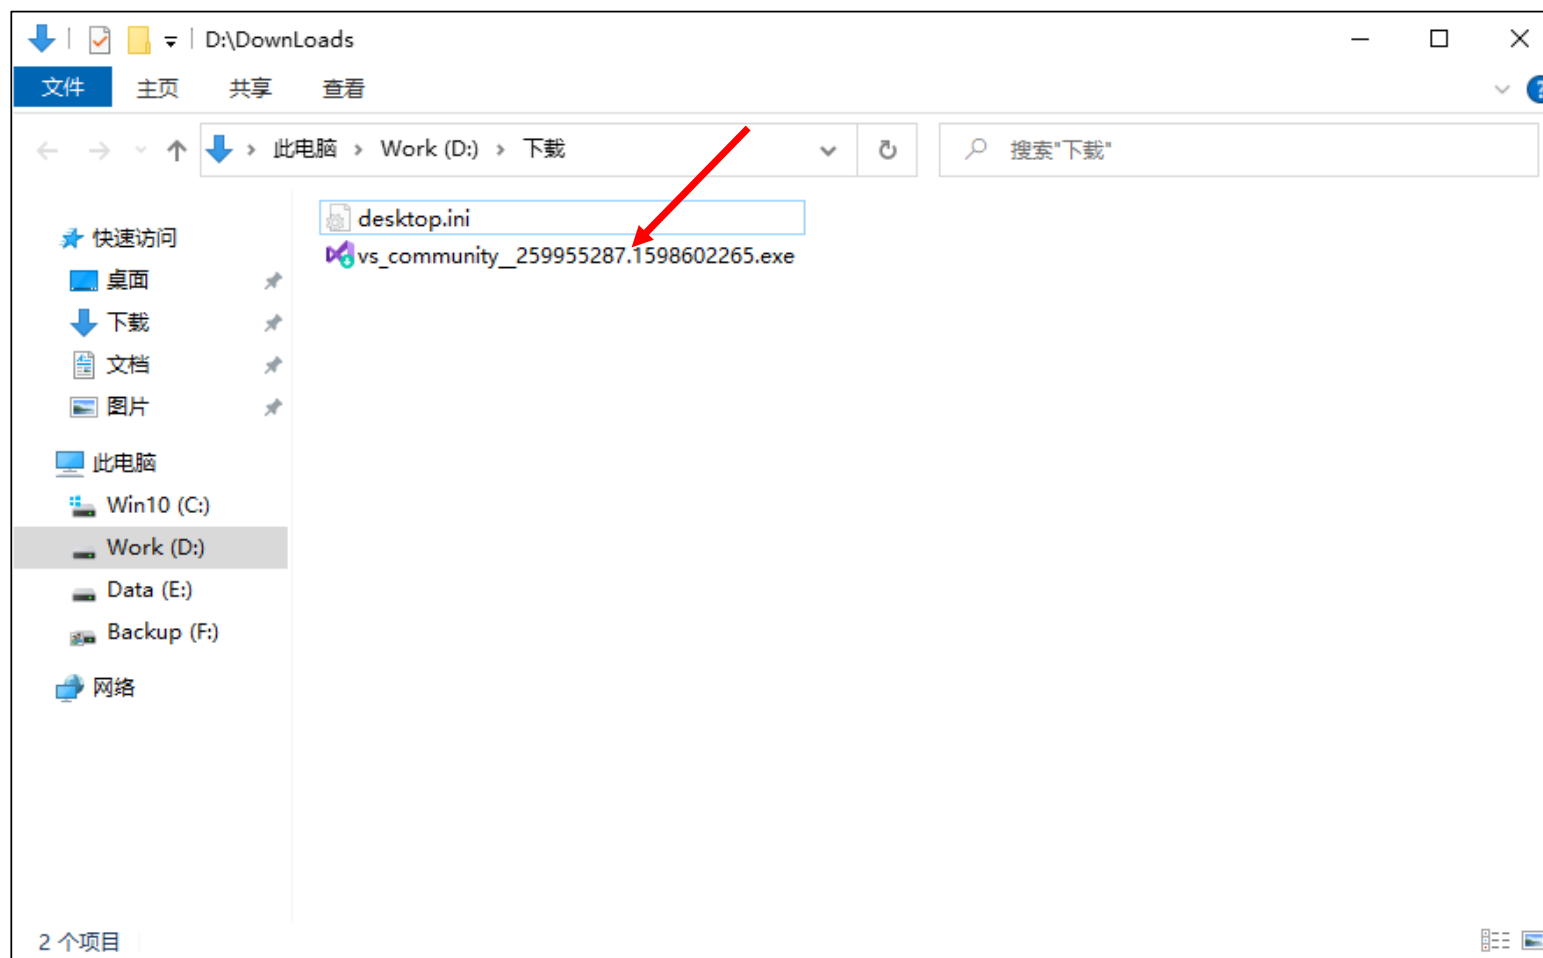 D:\DownLoads
文件 主页 共享 查看
此电脑 Work (D:) 下载
搜索"下载"
desktop.ini
vs_community__259955287.1598602265.exe
快速访问
桌面
下载
文档
图片
此电脑
Win10 (C:)
Work (D:)
Data (E:)
Backup (F:)
网络
2 个项目